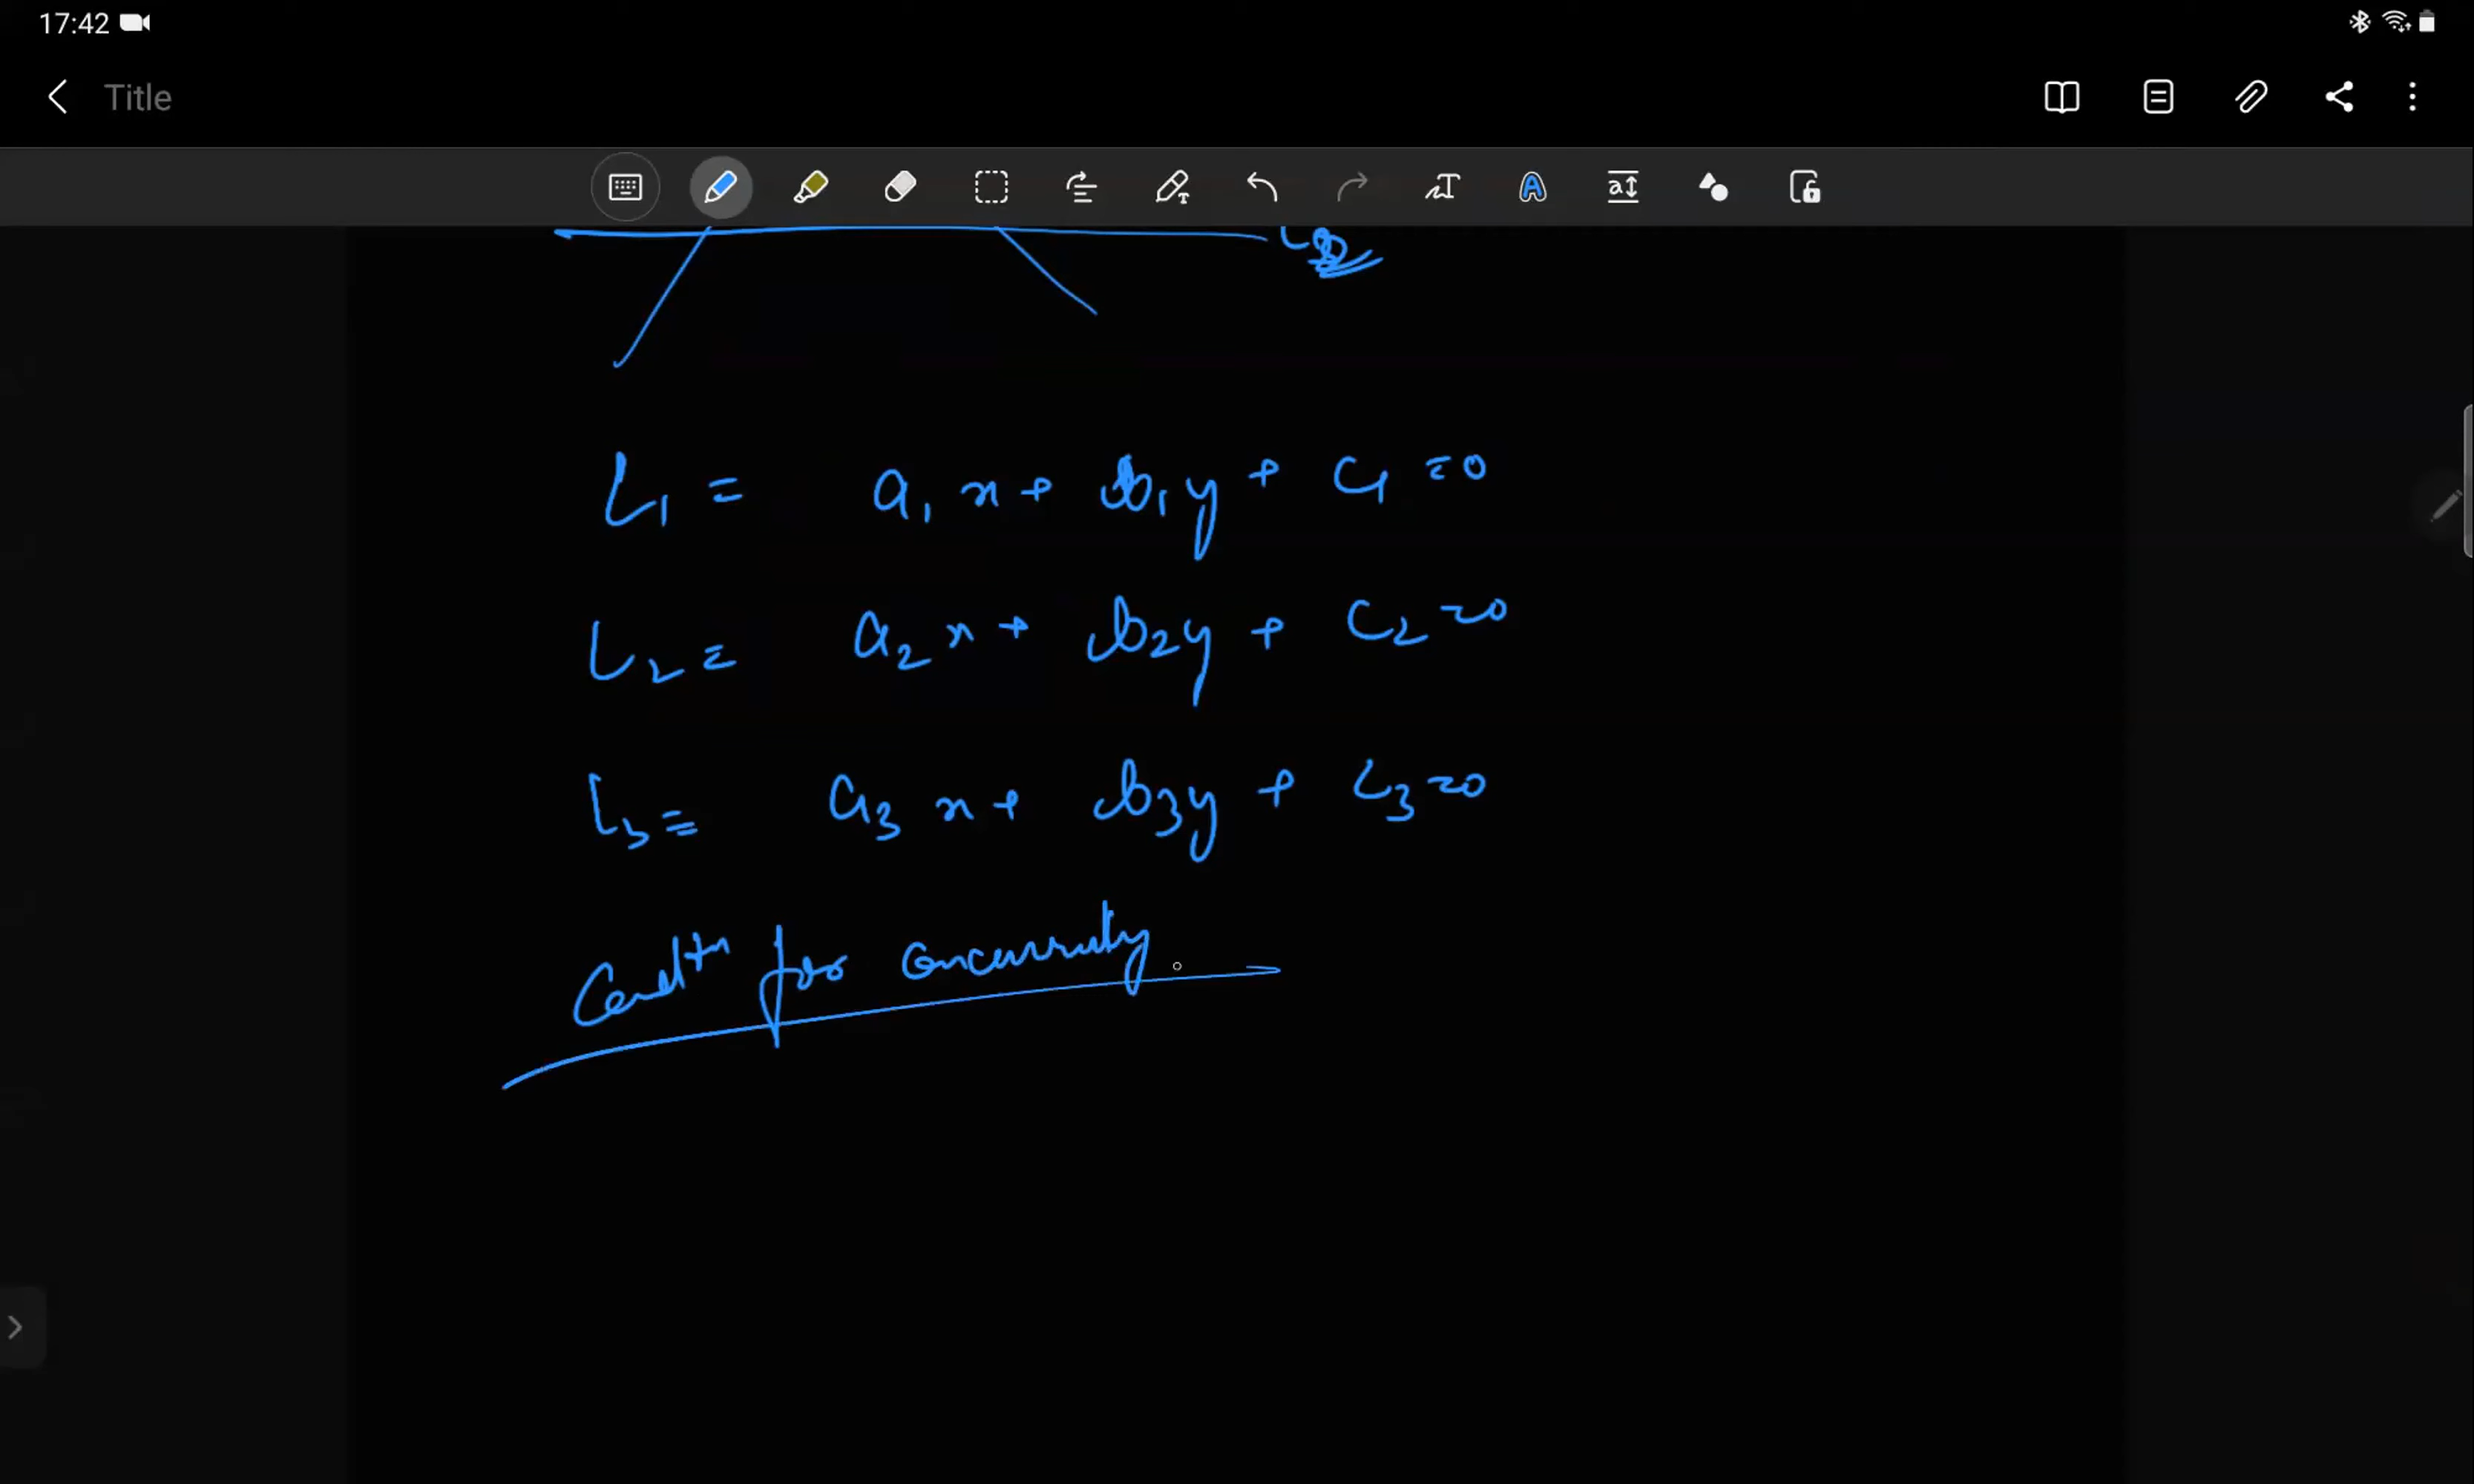 17:42
Title
L₁ = a₁x + b₁y + c₁ = 0
L₂ = a₂x + b₂y + c₂ = 0
L₃ = a₃x + b₃y + c₃ = 0
Condtn for